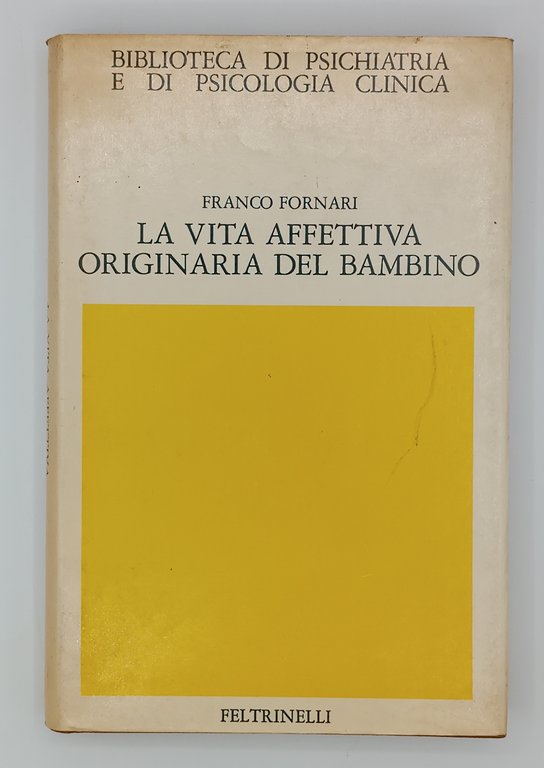 BIBLIOTECA DI PSICHIATRIA
E DI PSICOLOGIA CLINICA
FRANCO FORNARI
LA VITA AFFETTIVA
ORIGINARIA DEL BAMBINO
FELTRINELLI